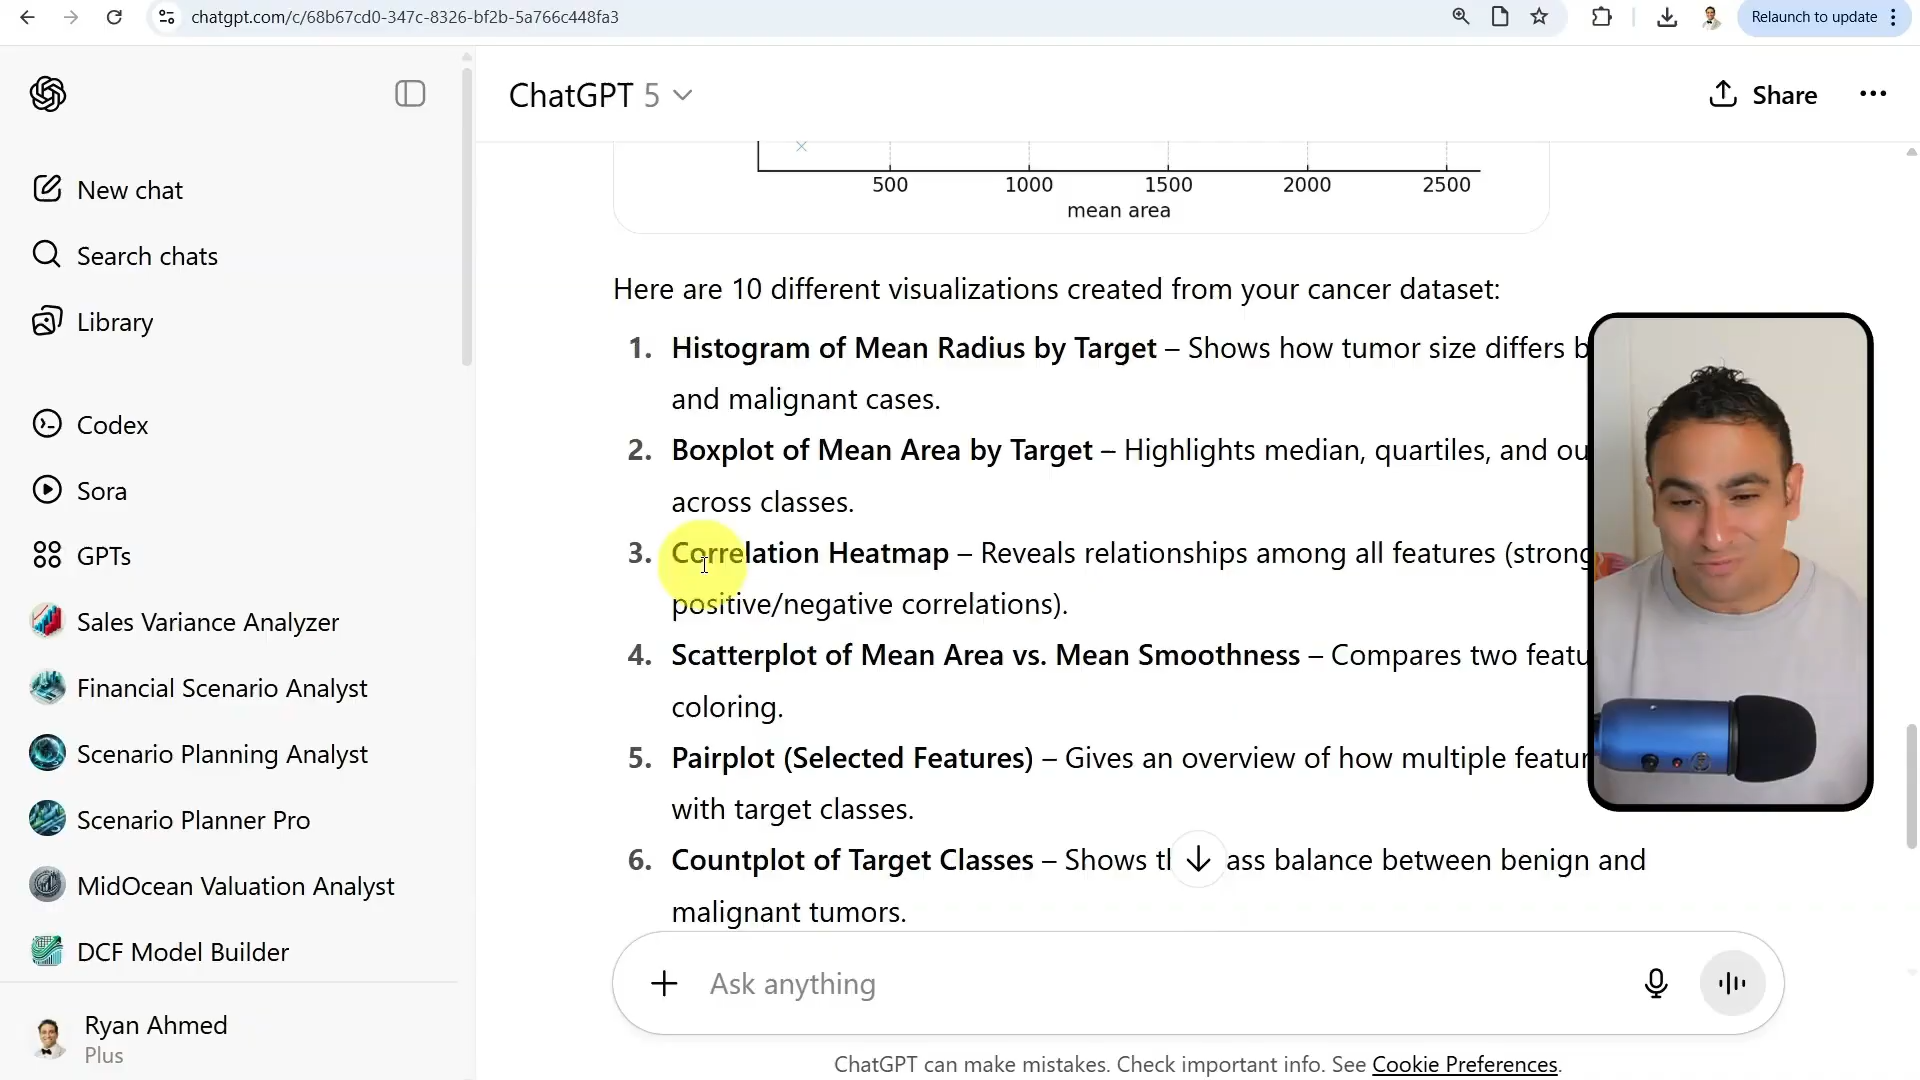 chatgpt.com/c/68b67cd0-347c-8326-bf2b-5a766c448fa3
Relaunch to update
ChatGPT 5
Share
New chat
Search chats
Library
Codex
Sora
GPTs
Sales Variance Analyzer
Financial Scenario Analyst
Scenario Planning Analyst
Scenario Planner Pro
MidOcean Valuation Analyst
DCF Model Builder
Ryan Ahmed
Plus
500 1000 1500 2000 2500
mean area
Here are 10 different visualizations created from your cancer dataset:
1. Histogram of Mean Radius by Target – Shows how tumor size differs b
and malignant cases.
2. Boxplot of Mean Area by Target – Highlights median, quartiles, and ou
across classes.
3. Correlation Heatmap – Reveals relationships among all features (strong
positive/negative correlations).
4. Scatterplot of Mean Area vs. Mean Smoothness – Compares two featu
coloring.
5. Pairplot (Selected Features) – Gives an overview of how multiple featur
with target classes.
6. Countplot of Target Classes – Shows tl ass balance between benign and
malignant tumors.
Ask anything
ChatGPT can make mistakes. Check important info. See Cookie Preferences.